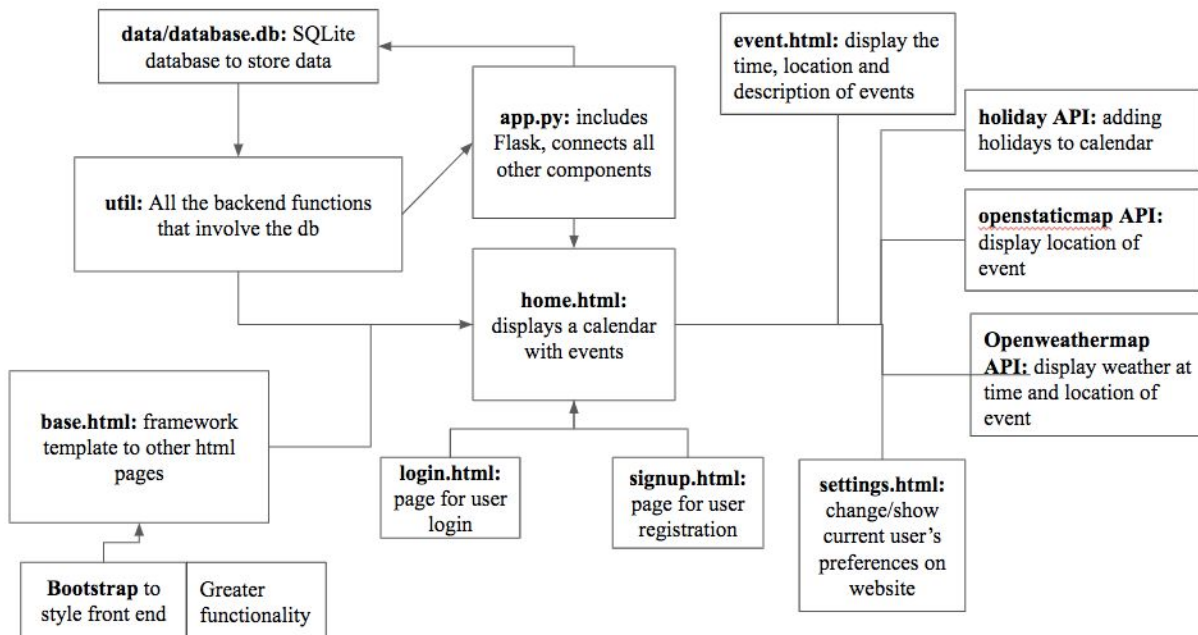 data/database.db: SQLite
database to store data
event.html: display the
time, location and
description of events
app.py: includes
Flask, connects all
other components
holiday API: adding
holidays to calendar
util: All the backend functions
that involve the db
openstaticmap API:
display location of
event
home.html:
displays a calendar
with events
Openweathermap
API: display weather at
time and location of
event
base.html: framework
template to other html
pages
login.html:
page for user
login
signup.html:
page for user
registration
settings.html:
change/show
current user’s
preferences on
website
Bootstrap to
style front end
Greater
functionality